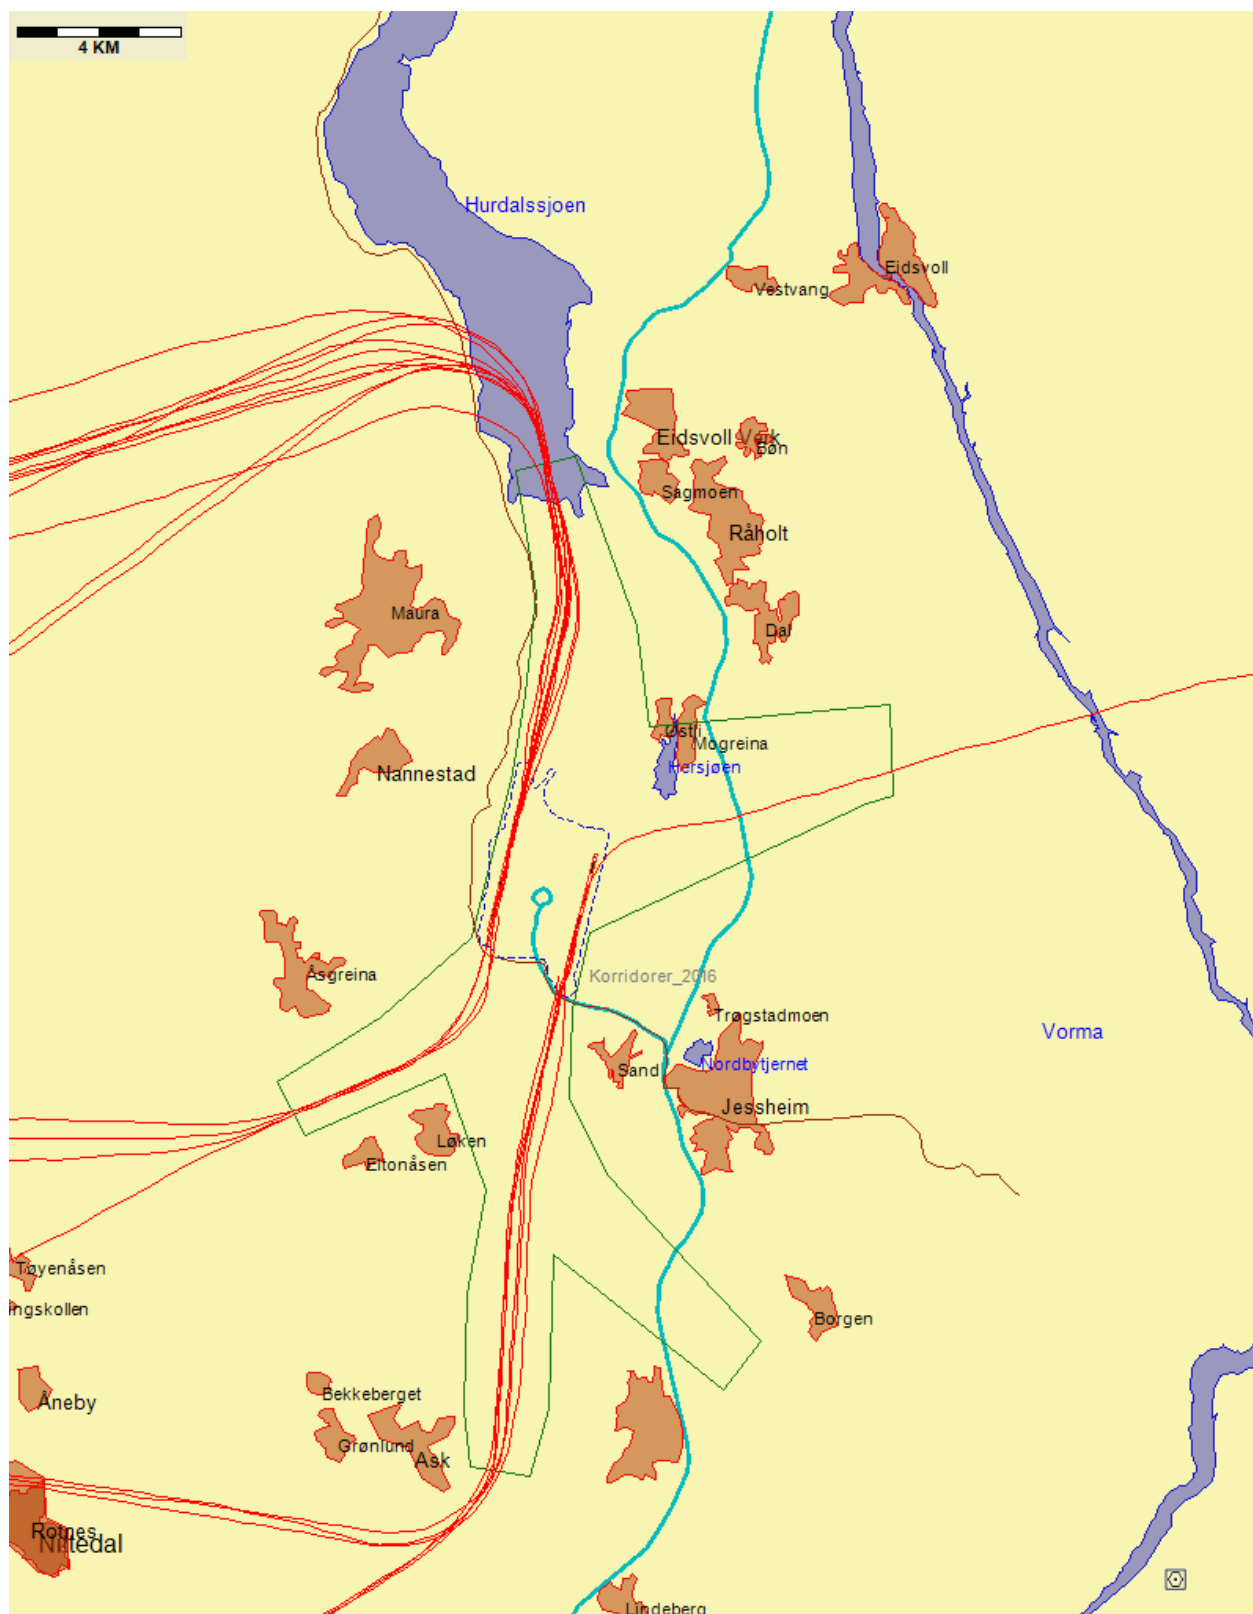 4 KM
Hurdalssjoen
Eidsvoll
Vestvang
Eidsvoll Verk
Bøn
Sagmoen
Råholt
Maura
Dal
Østli
Mogreina
Hersjøen
Nannestad
Åsgreina
Korridorer_2016
Trøgstadmoen
Vorma
Nordbytjernet
Sand
Jessheim
Løken
Eltonåsen
Tøyenåsen
ingskollen
Borgen
Bekkeberget
Åneby
Grønlund
Ask
Rotnes
Nittedal
Lindeberg